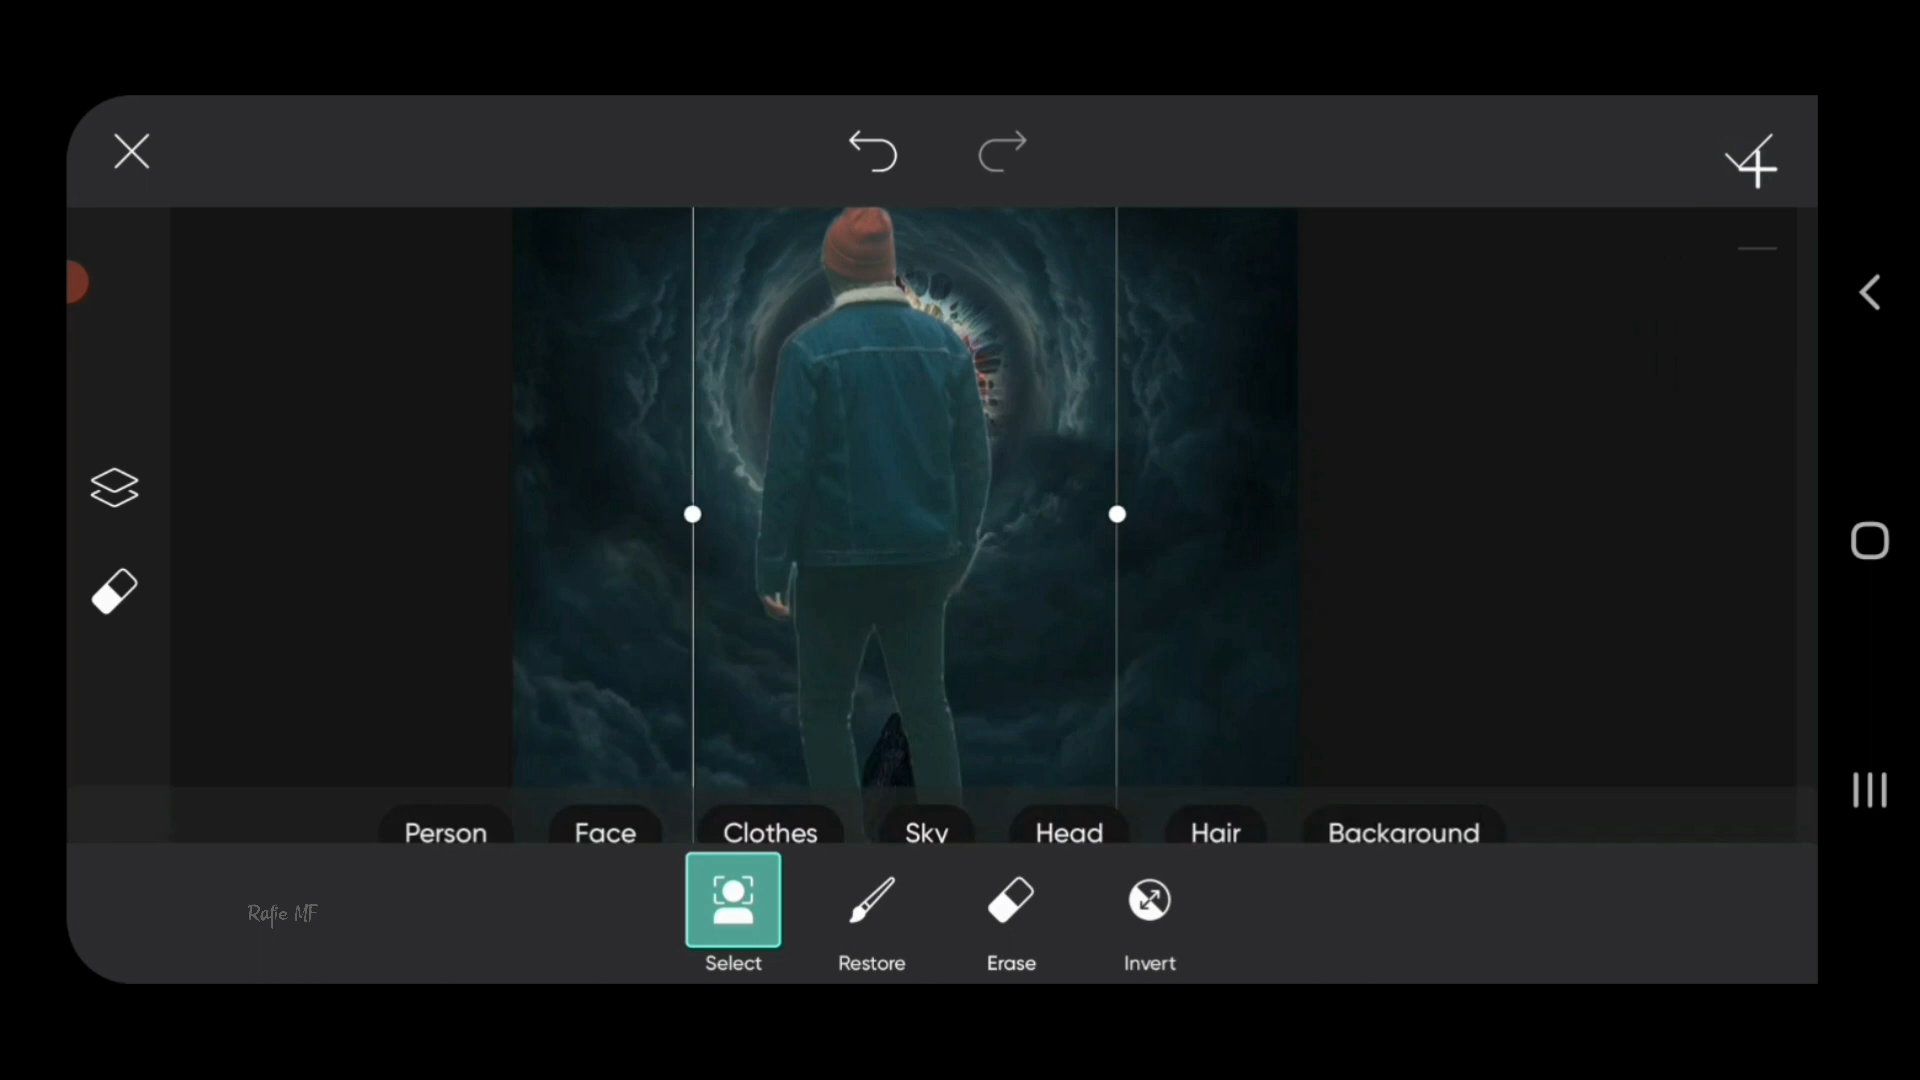 Person Face Clothes Sky Head Hair Background
Rafie MF
Select Restore Erase Invert